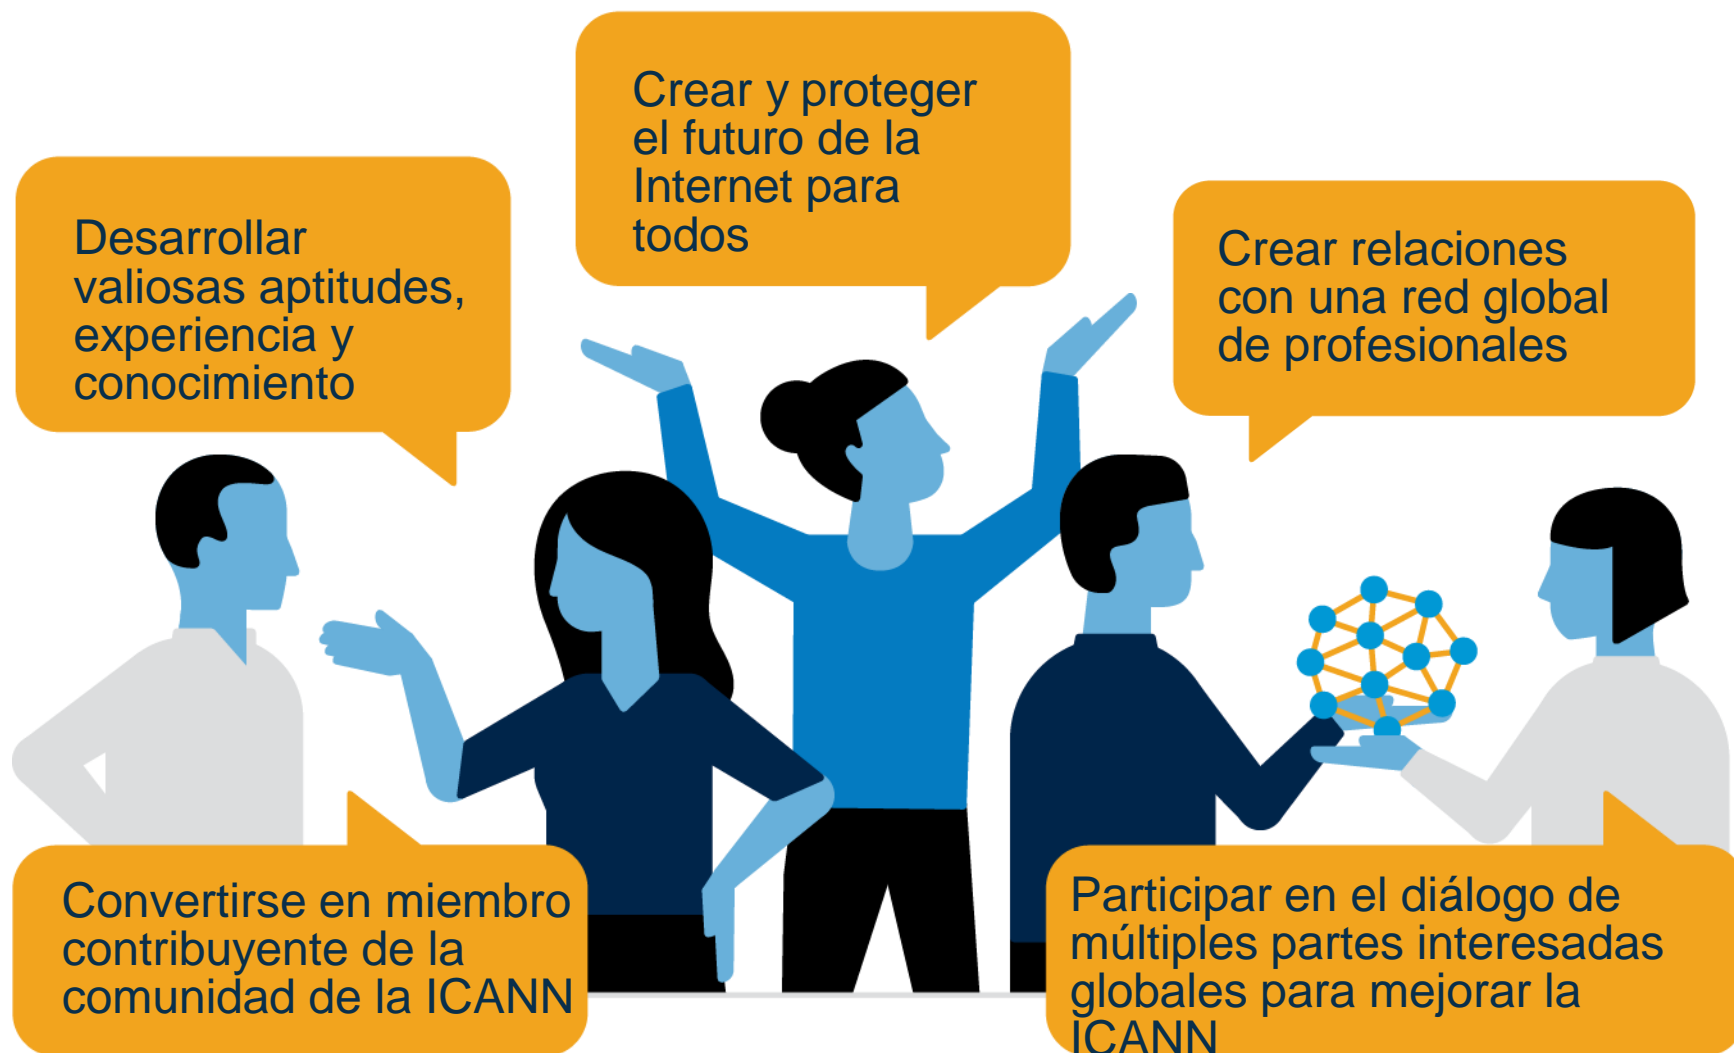 Crear y proteger
el futuro de la
Internet para
todos
Desarrollar
valiosas aptitudes,
experiencia y
conocimiento
Crear relaciones
con una red global
de profesionales
Convertirse en miembro
contribuyente de la
comunidad de la ICANN
Participar en el diálogo de
múltiples partes interesadas
globales para mejorar la
ICANN